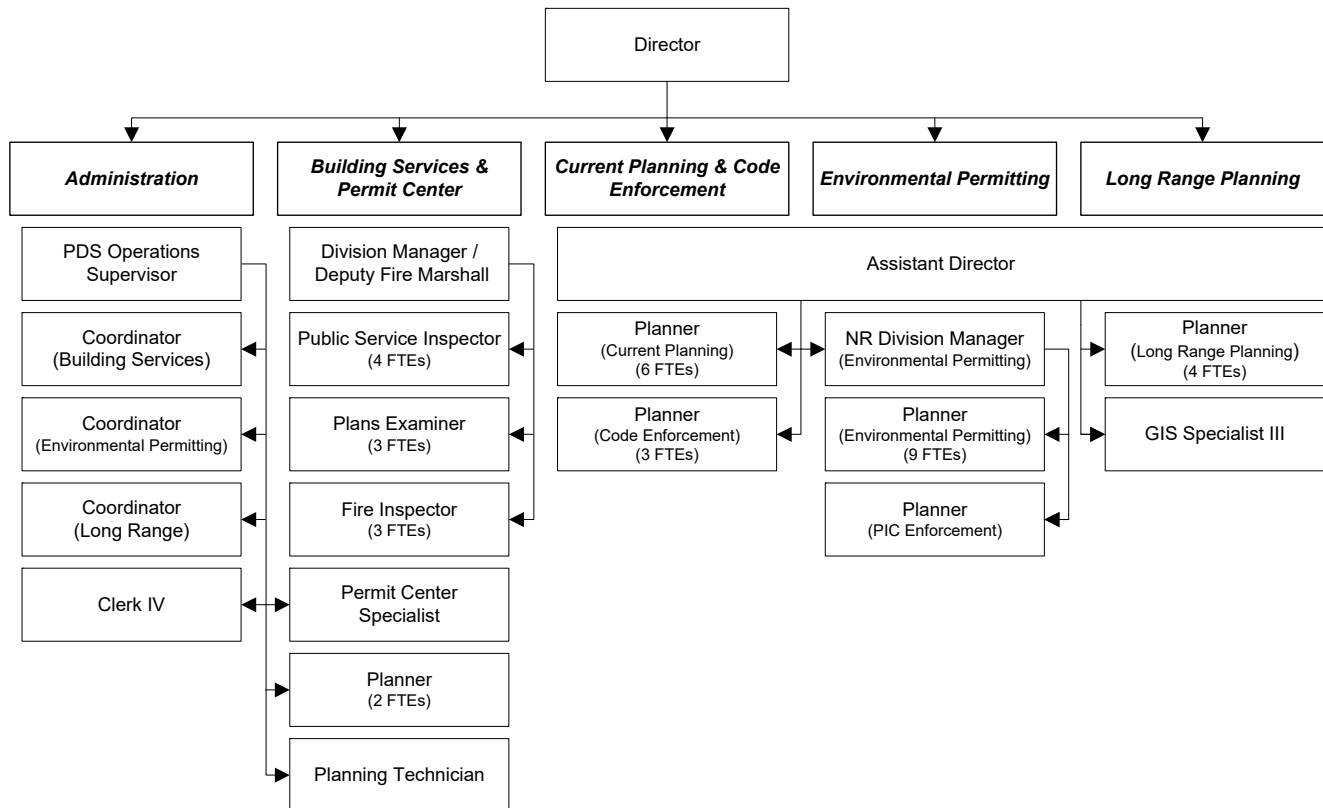 Director
Administration
Building Services &
Permit Center
Current Planning & Code
Enforcement
Environmental Permitting
Long Range Planning
PDS Operations
Supervisor
Division Manager /
Deputy Fire Marshall
Assistant Director
Coordinator
(Building Services)
Public Service Inspector
(4 FTEs)
Planner
(Current Planning)
(6 FTEs)
NR Division Manager
(Environmental Permitting)
Planner
(Long Range Planning)
(4 FTEs)
Coordinator
(Environmental Permitting)
Plans Examiner
(3 FTEs)
Planner
(Code Enforcement)
(3 FTEs)
Planner
(Environmental Permitting)
(9 FTEs)
GIS Specialist III
Coordinator
(Long Range)
Fire Inspector
(3 FTEs)
Planner
(PIC Enforcement)
Clerk IV
Permit Center
Specialist
Planner
(2 FTEs)
Planning Technician